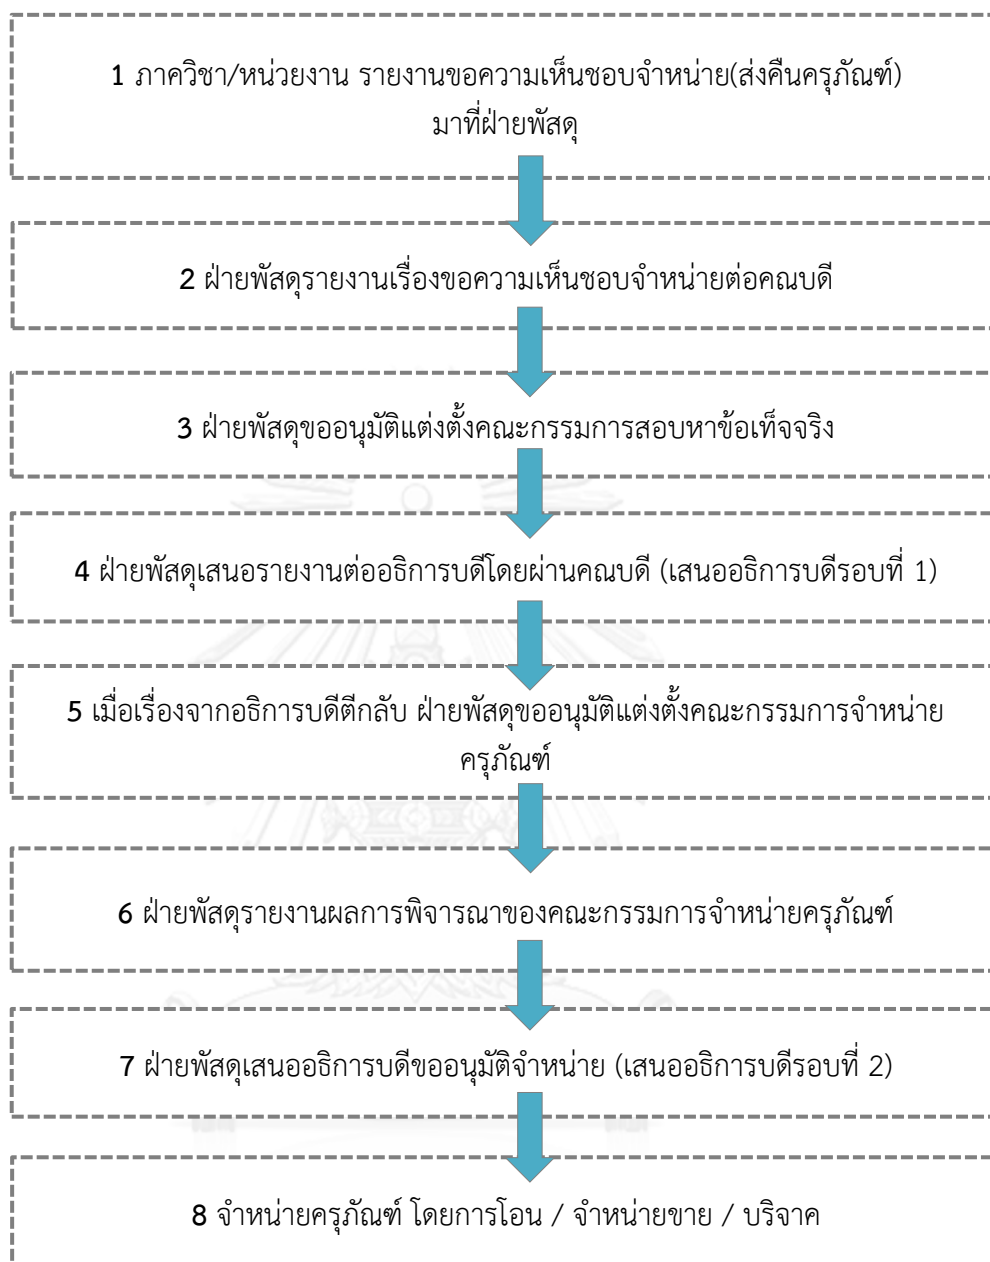 1 ภาควิชา/หน่วยงาน รายงานขอความเห็นชอบจำหน่าย(ส่งคืนครุภัณฑ์)
มาที่ฝ่ายพัสดุ
2 ฝ่ายพัสดุรายงานเรื่องขอความเห็นชอบจำหน่ายต่อคณบดี
3 ฝ่ายพัสดุขออนุมัติแต่งตั้งคณะกรรมการสอบหาข้อเท็จจริง
4 ฝ่ายพัสดุเสนอรายงานต่ออธิการบดีโดยผ่านคณบดี (เสนออธิการบดีรอบที่ 1)
5 เมื่อเรื่องจากอธิการบดีตีกลับ ฝ่ายพัสดุขออนุมัติแต่งตั้งคณะกรรมการจำหน่าย
ครุภัณฑ์
6 ฝ่ายพัสดุรายงานผลการพิจารณาของคณะกรรมการจำหน่ายครุภัณฑ์
7 ฝ่ายพัสดุเสนออธิการบดีขออนุมัติจำหน่าย (เสนออธิการบดีรอบที่ 2)
8 จำหน่ายครุภัณฑ์ โดยการโอน / จำหน่ายขาย / บริจาค